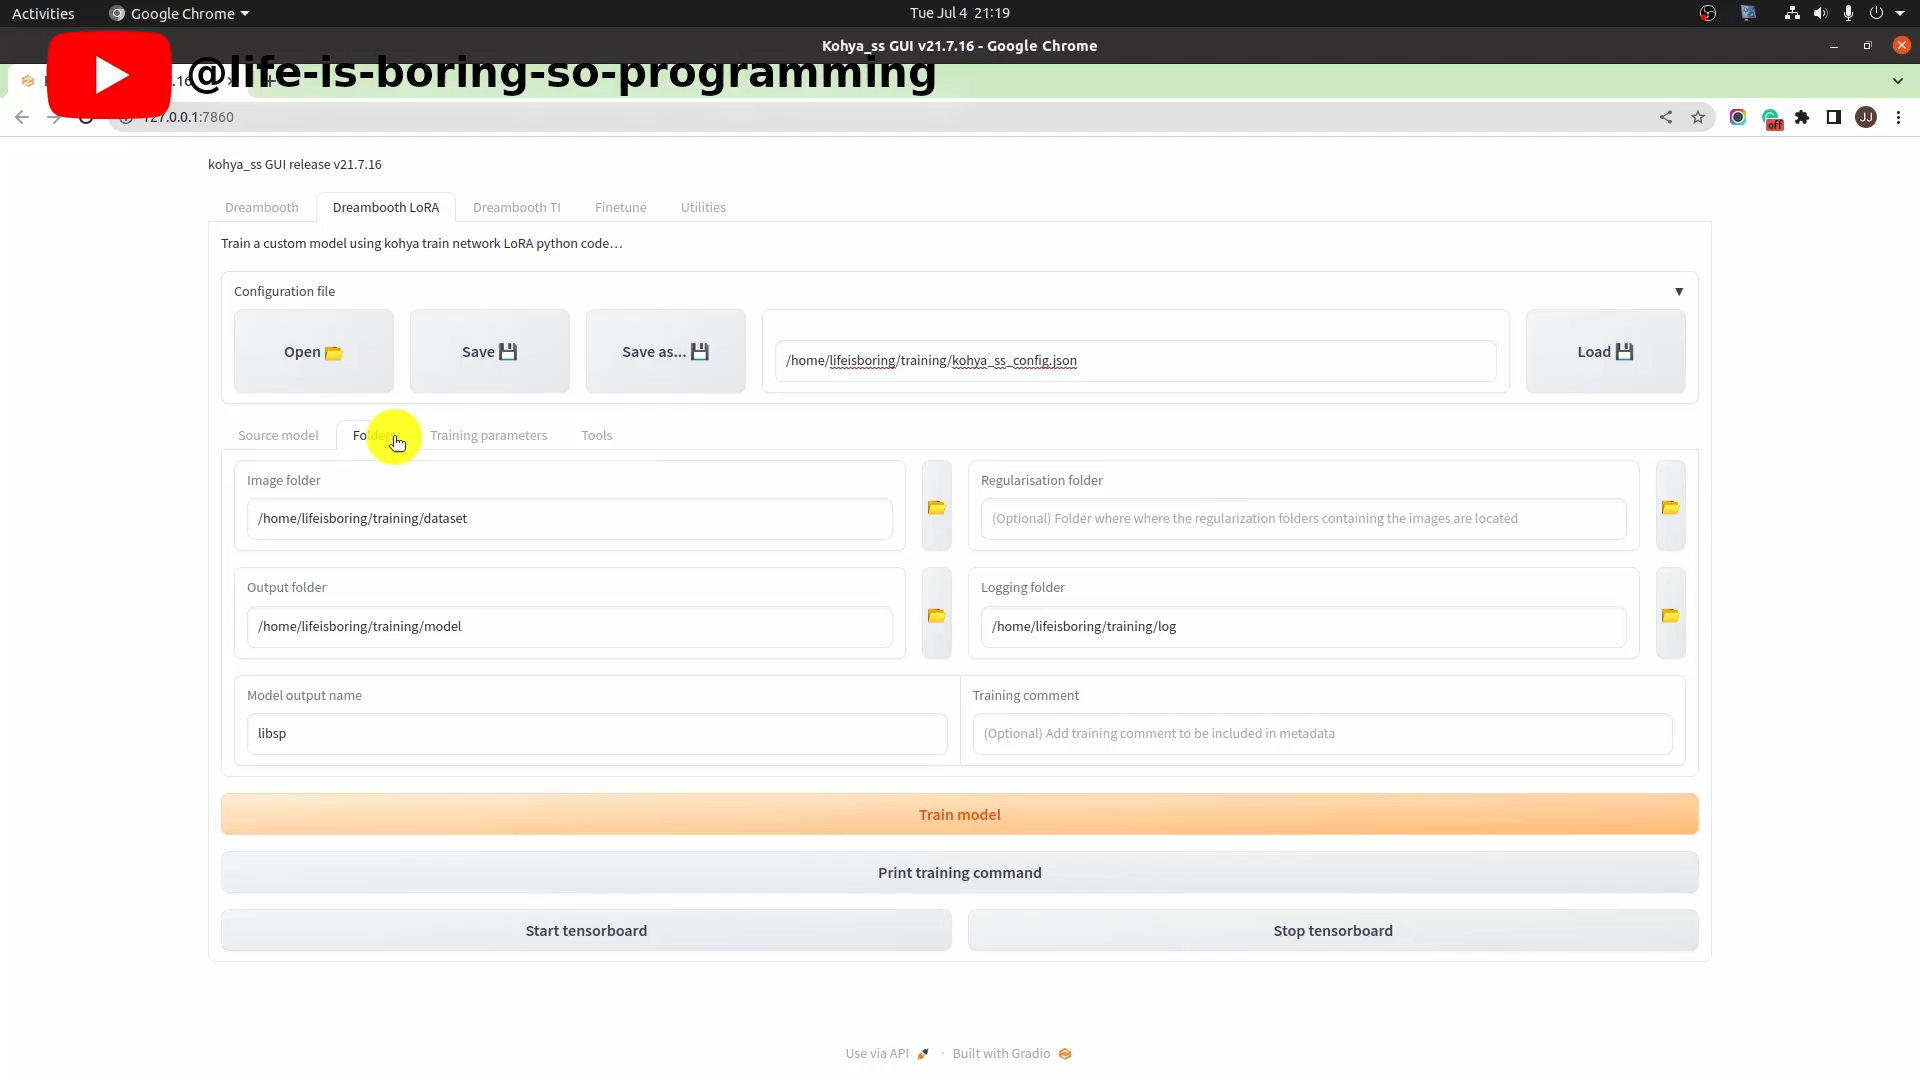 Activities
Google Chrome
Tue Jul 4 21:19
Kohya_ss GUI v21.7.16 - Google Chrome
@life-is-boring-so-programming
127.0.0.1:7860
off
JJ
kohya_ss GUI release v21.7.16
Dreambooth
Dreambooth LoRA
Dreambooth TI
Finetune
Utilities
Train a custom model using kohya train network LoRA python code…
Configuration file
Open
Save
Save as...
/home/lifeisboring/training/kohya_ss_config.json
Load
Source model
Folders
Training parameters
Tools
Image folder
/home/lifeisboring/training/dataset
Regularisation folder
(Optional) Folder where where the regularization folders containing the images are located
Output folder
/home/lifeisboring/training/model
Logging folder
/home/lifeisboring/training/log
Model output name
libsp
Training comment
(Optional) Add training comment to be included in metadata
Train model
Print training command
Start tensorboard
Stop tensorboard
Use via API
·
Built with Gradio